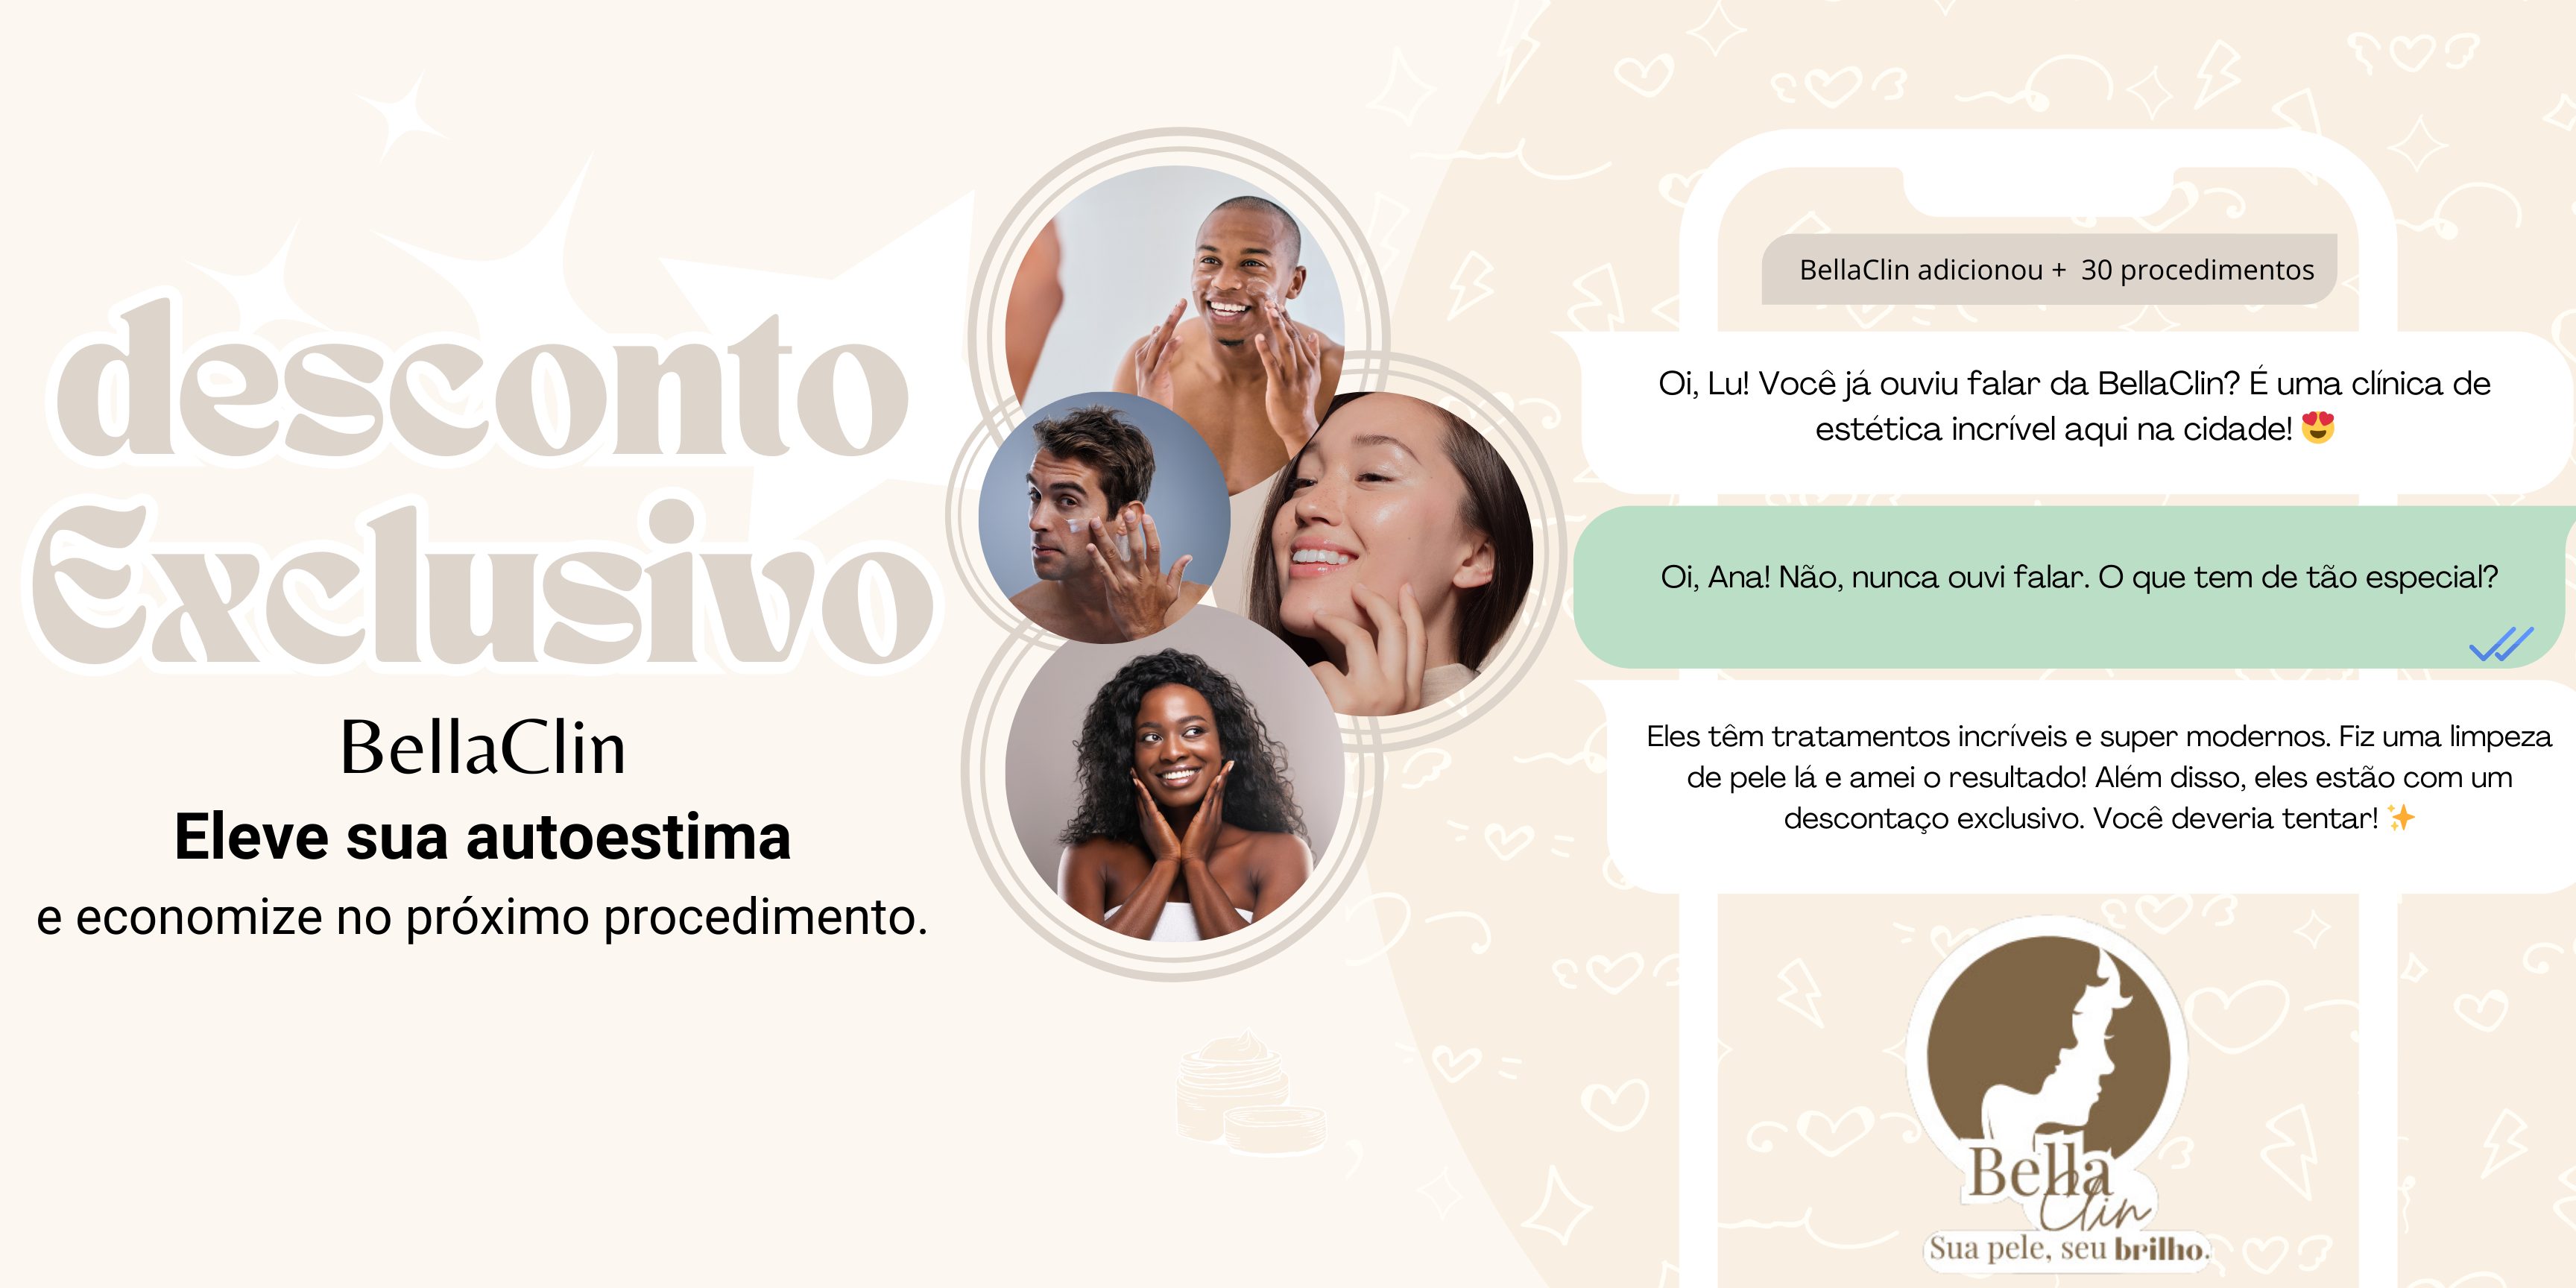 desconto
Exclusivo
BellaClin
Eleve sua autoestima
e economize no próximo procedimento.
BellaClin adicionou + 30 procedimentos
Oi, Lu! Você já ouviu falar da BellaClin? É uma clínica de
estética incrível aqui na cidade! 😍
Oi, Ana! Não, nunca ouvi falar. O que tem de tão especial?
Eles têm tratamentos incríveis e super modernos. Fiz uma limpeza
de pele lá e amei o resultado! Além disso, eles estão com um
descontaço exclusivo. Você deveria tentar! ✨
Bella
Clin
Sua pele, seu brilho.